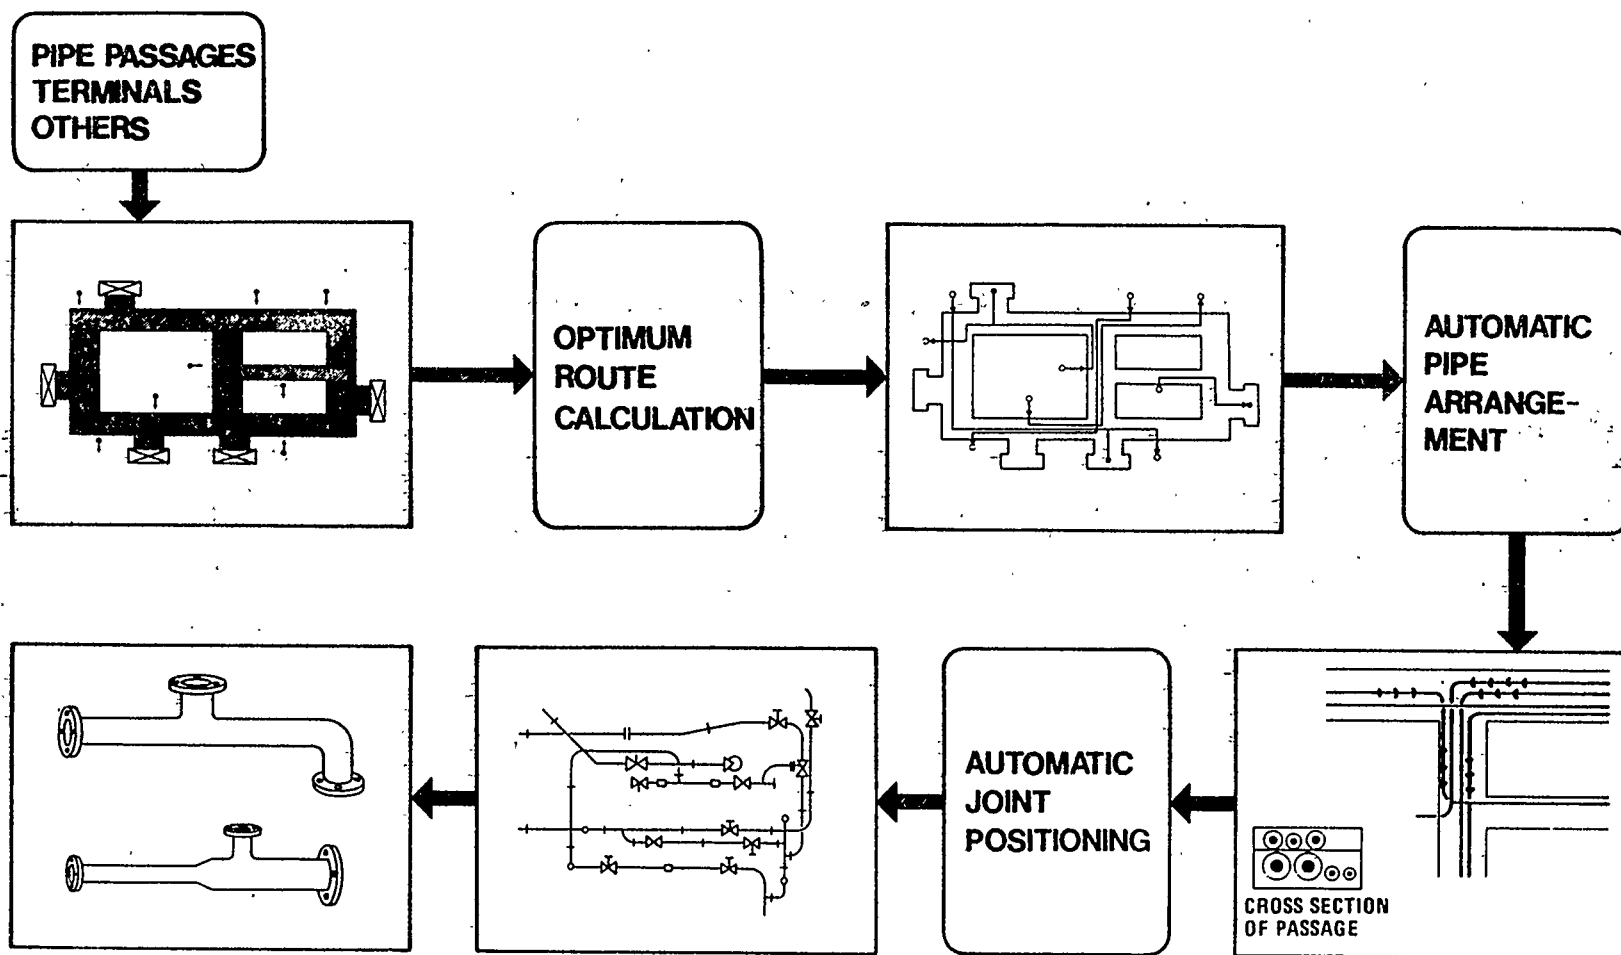 PIPE PASSAGES
TERMINALS
OTHERS
OPTIMUM
ROUTE
CALCULATION
AUTOMATIC
PIPE
ARRANGE-
MENT
AUTOMATIC
JOINT
POSITIONING
CROSS SECTION
OF PASSAGE